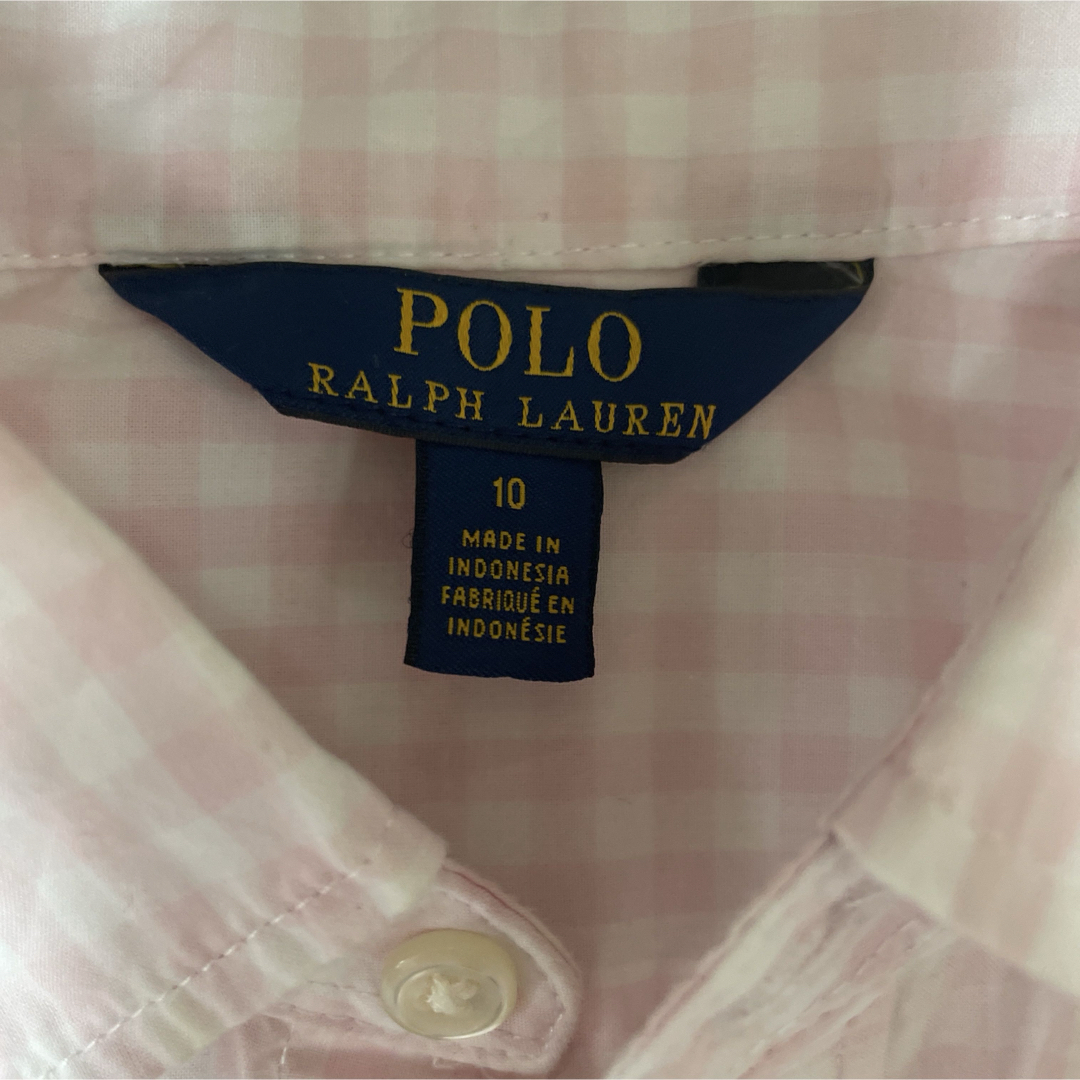 POLO
RALPH LAUREN
10
MADE IN
INDONESIA
FABRIQUÉ EN
INDONÉSIE